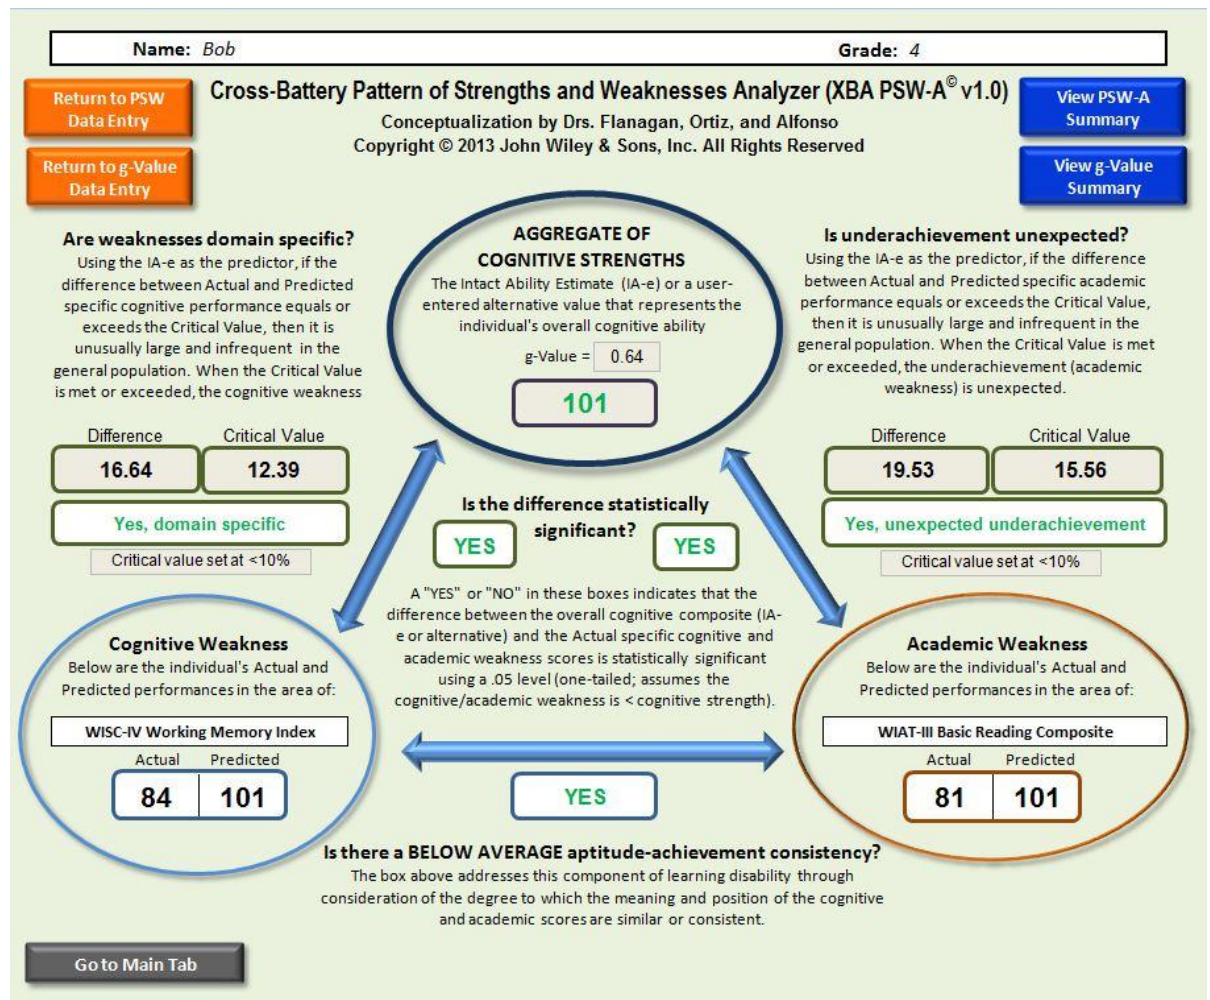 Name: Bob
Grade: 4
Return to PSW
Data Entry
Return to g-Value
Data Entry
Cross-Battery Pattern of Strengths and Weaknesses Analyzer (XBA PSW-A© v1.0)
Conceptualization by Drs. Flanagan, Ortiz, and Alfonso
Copyright © 2013 John Wiley & Sons, Inc. All Rights Reserved
View PSW-A
Summary
View g-Value
Summary
Are weaknesses domain specific?
Using the IA-e as the predictor, if the
difference between Actual and Predicted
specific cognitive performance equals or
exceeds the Critical Value, then it is
unusually large and infrequent in the
general population. When the Critical Value
is met or exceeded, the cognitive weakness
Difference
Critical Value
16.64
12.39
Yes, domain specific
Critical value set at <10%
AGGREGATE OF
COGNITIVE STRENGTHS
The Intact Ability Estimate (IA-e) or a user-
entered alternative value that represents the
individual's overall cognitive ability
g-Value = 0.64
101
Is underachievement unexpected?
Using the IA-e as the predictor, if the difference
between Actual and Predicted specific academic
performance equals or exceeds the Critical Value,
then it is unusually large and infrequent in the
general population. When the Critical Value is met
or exceeded, the underachievement (academic
weakness) is unexpected.
Difference
Critical Value
19.53
15.56
Yes, unexpected underachievement
Critical value set at <10%
Is the difference statistically
significant?
YES
YES
A "YES" or "NO" in these boxes indicates that the
difference between the overall cognitive composite (IA-
e or alternative) and the Actual specific cognitive and
academic weakness scores is statistically significant
using a .05 level (one-tailed; assumes the
cognitive/academic weakness is < cognitive strength).
Cognitive Weakness
Below are the individual's Actual and
Predicted performances in the area of:
WISC-IV Working Memory Index
Actual
Predicted
84
101
Academic Weakness
Below are the individual's Actual and
Predicted performances in the area of:
WIAT-III Basic Reading Composite
Actual
Predicted
81
101
YES
Is there a BELOW AVERAGE aptitude-achievement consistency?
The box above addresses this component of learning disability through
consideration of the degree to which the meaning and position of the cognitive
and academic scores are similar or consistent.
Go to Main Tab